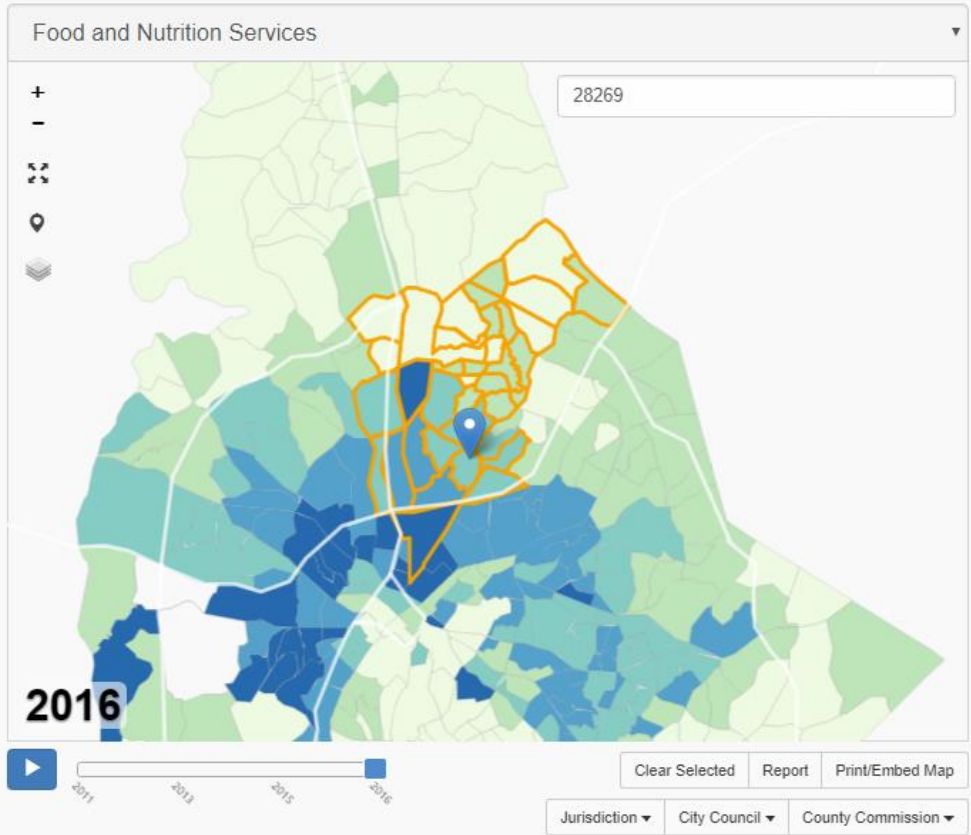 Food and Nutrition Services ▼
+
28269
-
2016
2011
2013
2015
2016
Clear Selected Report Print/Embed Map
Jurisdiction ▾ City Council ▾ County Commission ▾